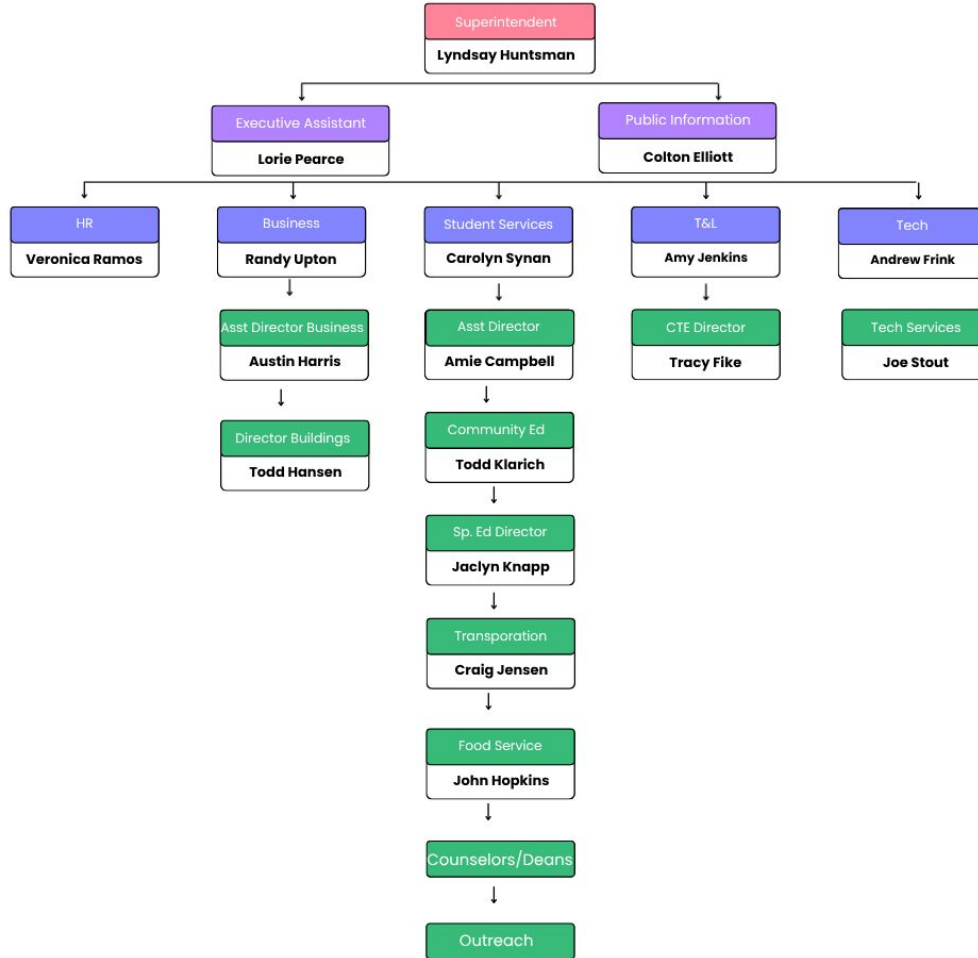 Superintendent
Lyndsay Huntsman
Executive Assistant
Lorie Pearce
Public Information
Colton Elliott
HR
Veronica Ramos
Business
Randy Upton
Student Services
Carolyn Synan
T&L
Amy Jenkins
Tech
Andrew Frink
Asst Director Business
Austin Harris
Asst Director
Amie Campbell
CTE Director
Tracy Fike
Tech Services
Joe Stout
Director Buildings
Todd Hansen
Community Ed
Todd Klarich
Sp. Ed Director
Jaclyn Knapp
Transporation
Craig Jensen
Food Service
John Hopkins
Counselors/Deans
Outreach